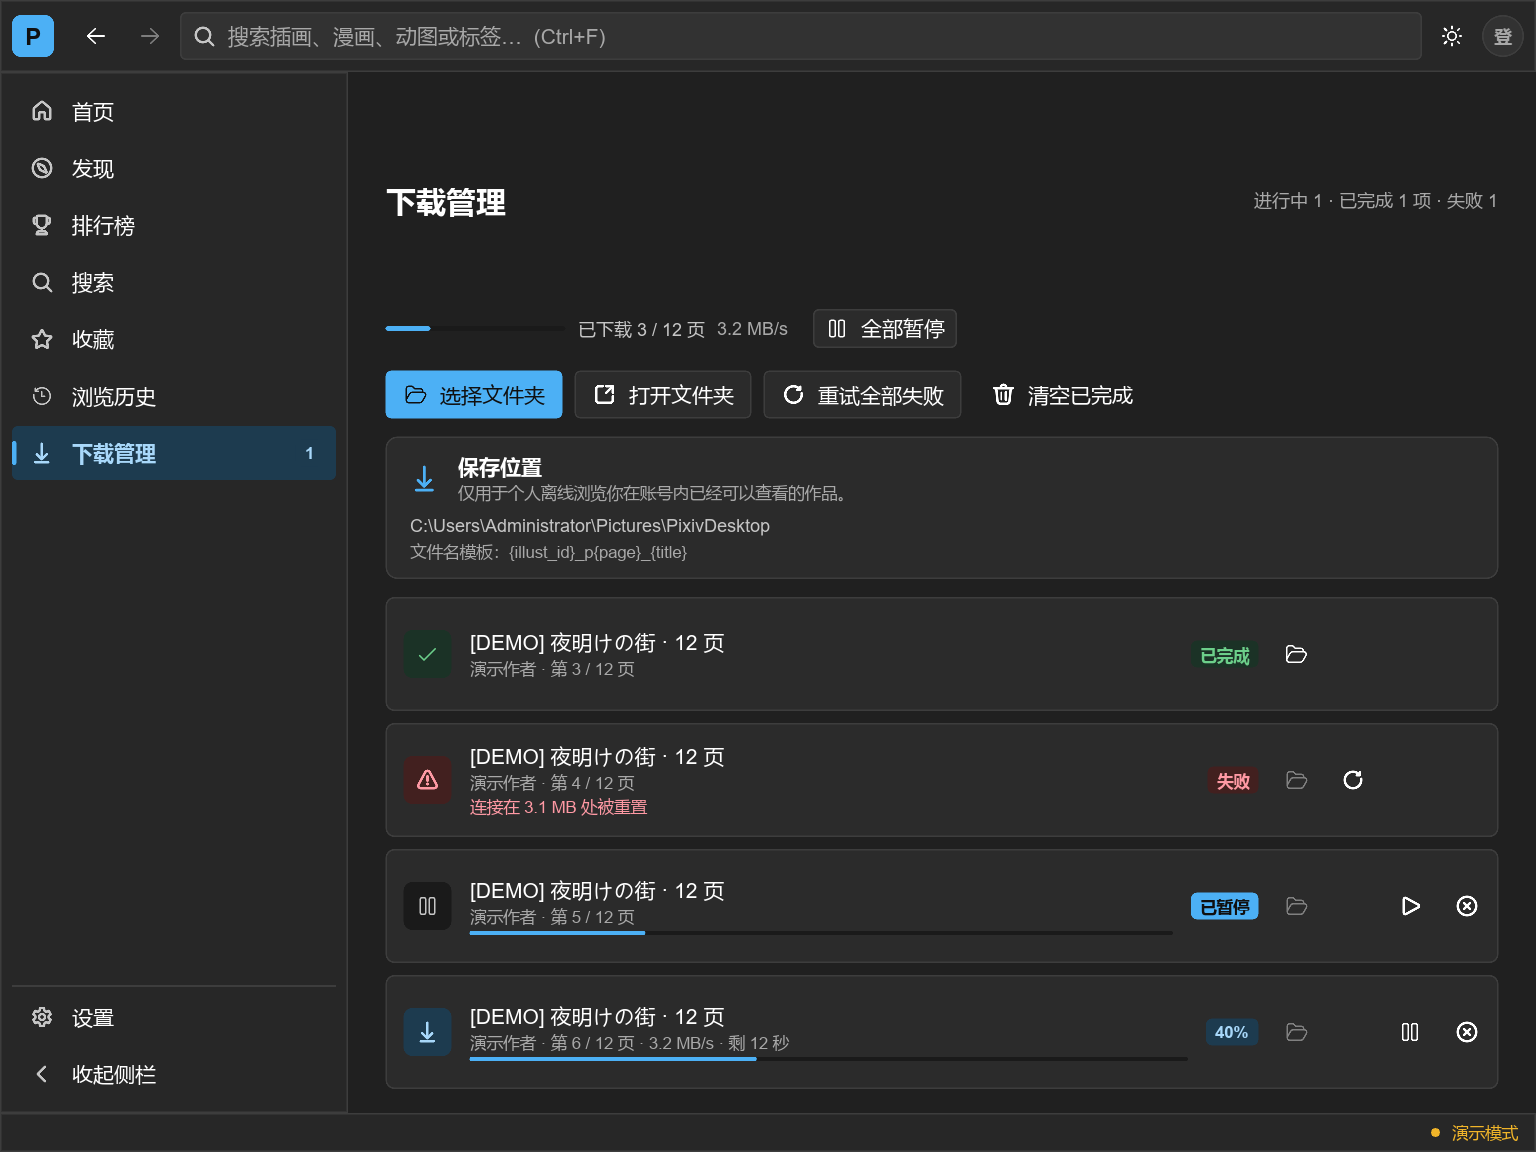 P
搜索插画、漫画、动图或标签… (Ctrl+F)
登
首页
发现
排行榜
搜索
收藏
浏览历史
下载管理 1
设置
收起侧栏
下载管理
进行中 1 · 已完成 1 项 · 失败 1
已下载 3 / 12 页 3.2 MB/s 全部暂停
选择文件夹 打开文件夹 重试全部失败 清空已完成
保存位置
仅用于个人离线浏览你在账号内已经可以查看的作品。
C:\Users\Administrator\Pictures\PixivDesktop
文件名模板：{illust_id}_p{page}_{title}
[DEMO] 夜明けの街 · 12 页
演示作者 · 第 3 / 12 页
已完成
[DEMO] 夜明けの街 · 12 页
演示作者 · 第 4 / 12 页
连接在 3.1 MB 处被重置
失败
[DEMO] 夜明けの街 · 12 页
演示作者 · 第 5 / 12 页
已暂停
[DEMO] 夜明けの街 · 12 页
演示作者 · 第 6 / 12 页 · 3.2 MB/s · 剩 12 秒
40%
演示模式